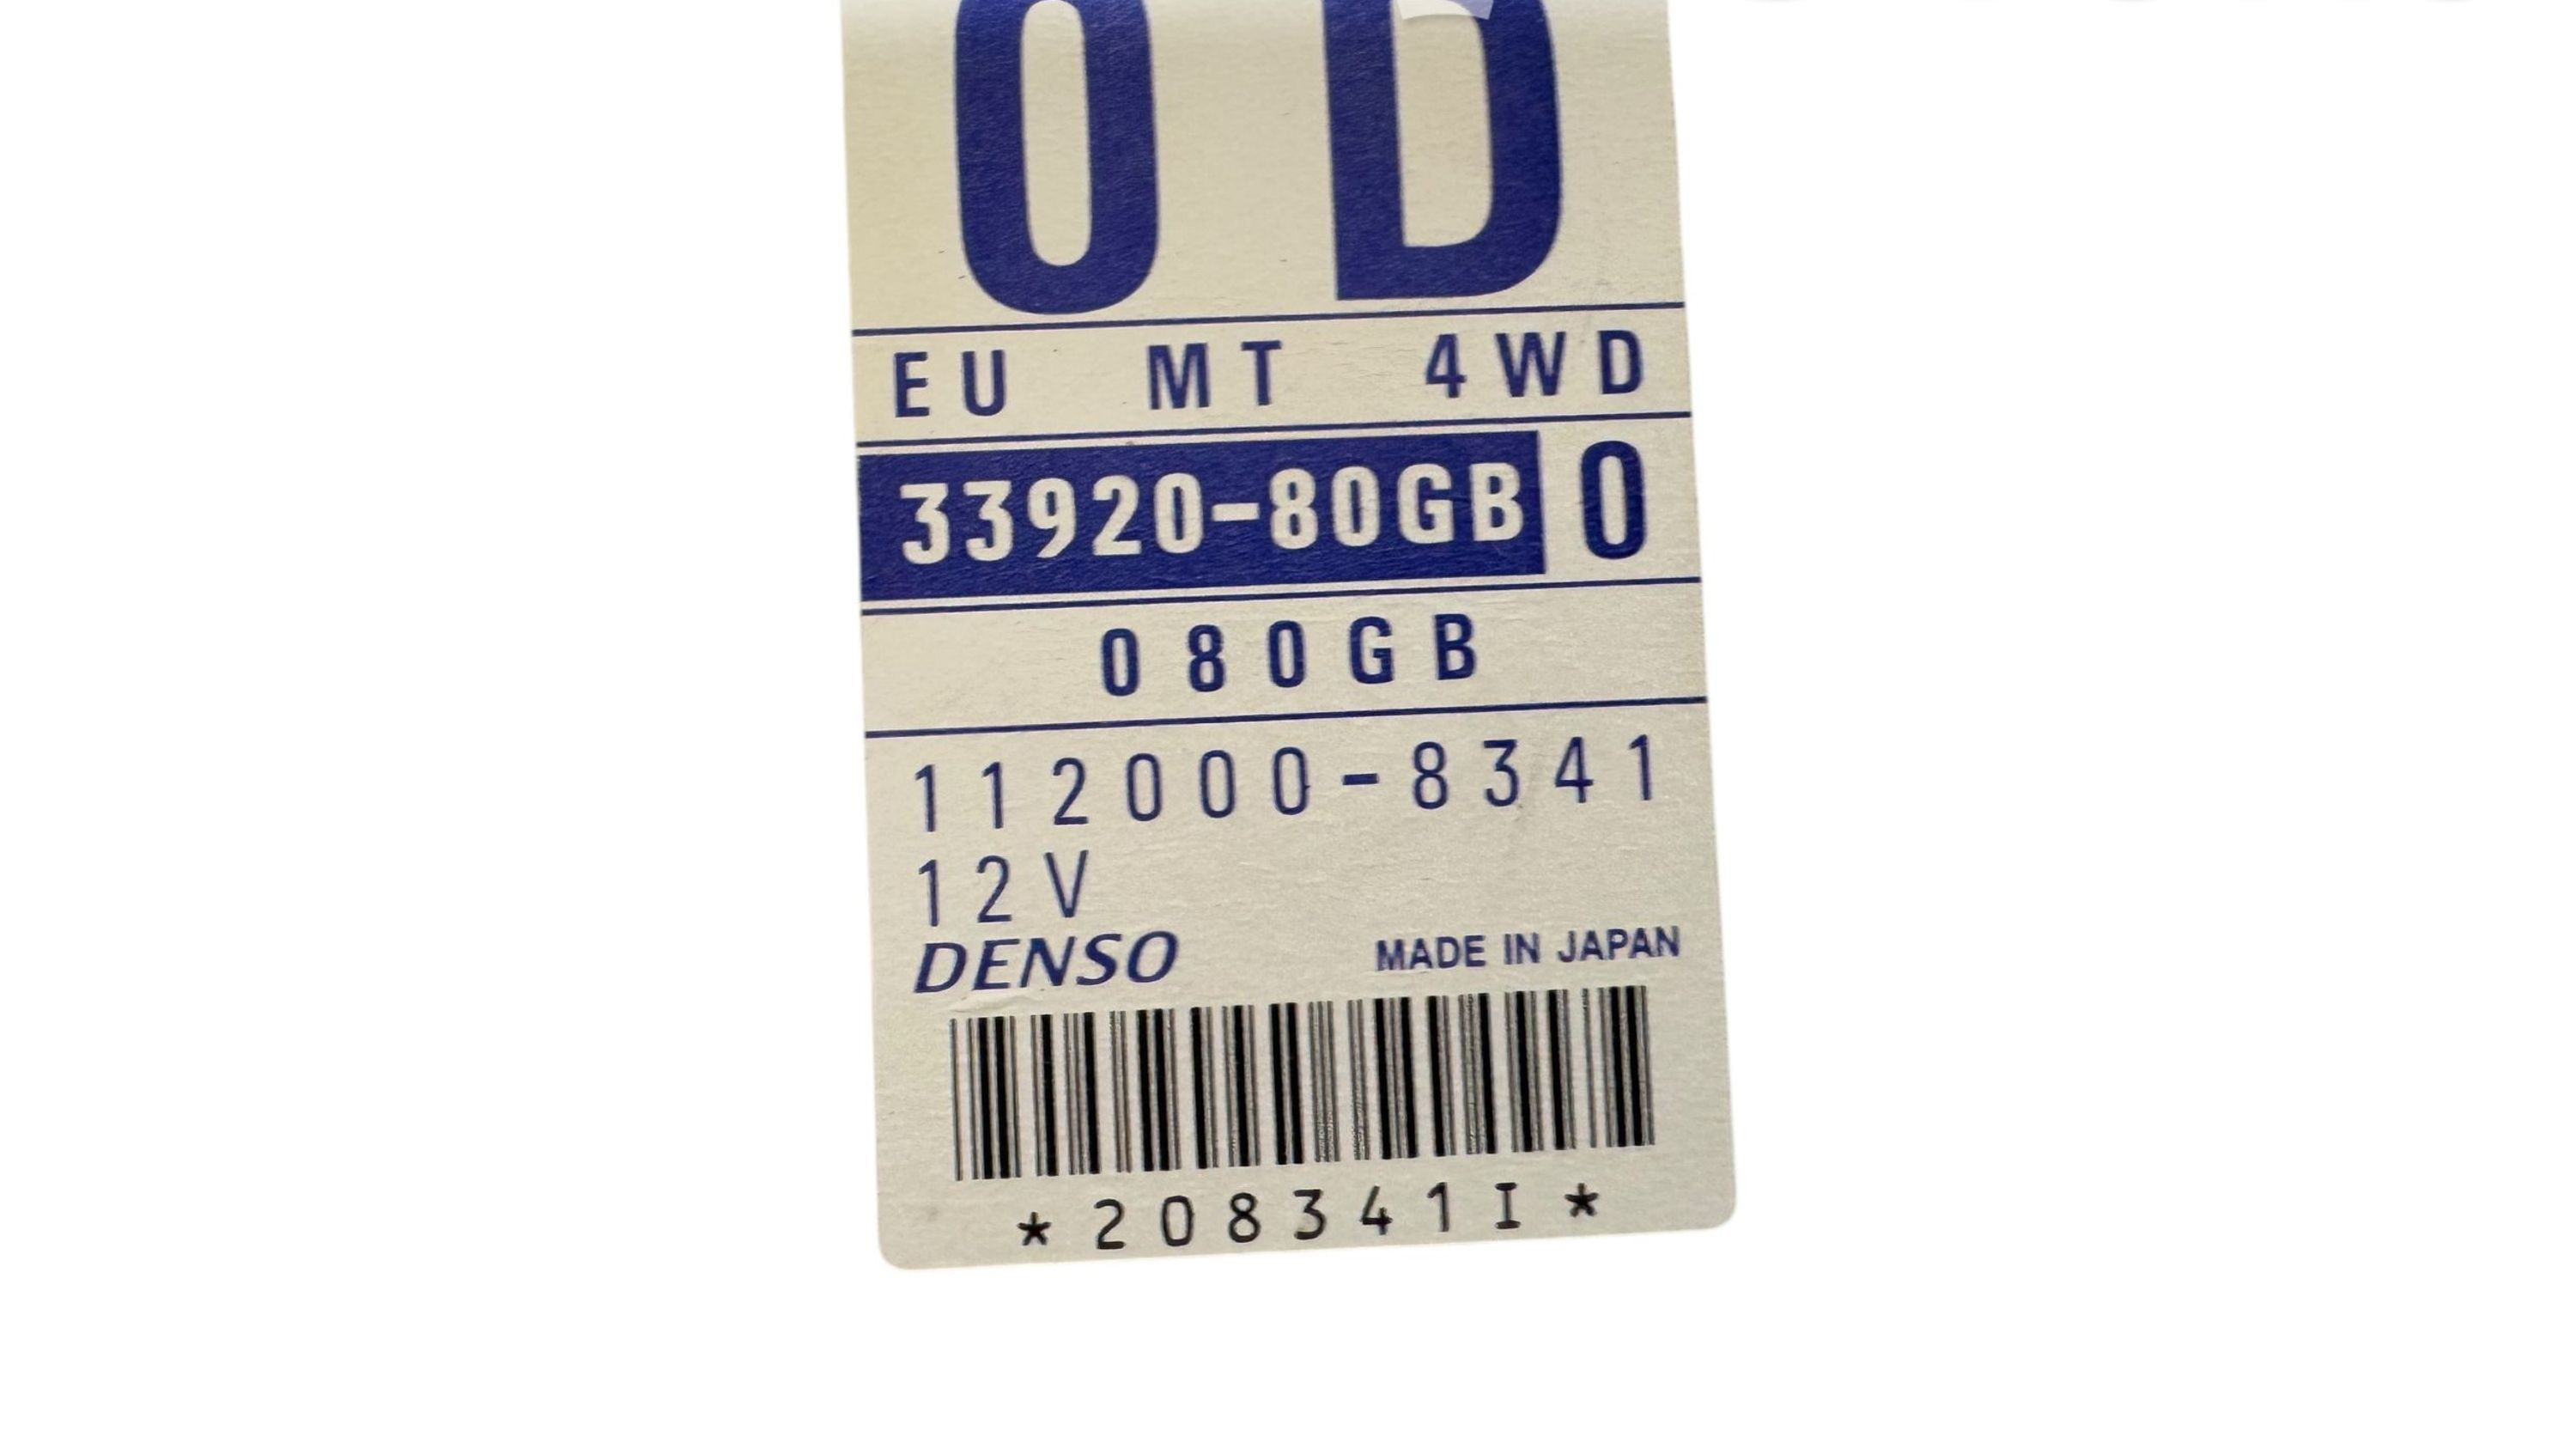 0 D
EU MT 4WD
33920-80GB 0
080GB
112000-8341
12V
DENSO MADE IN JAPAN
*208341I*